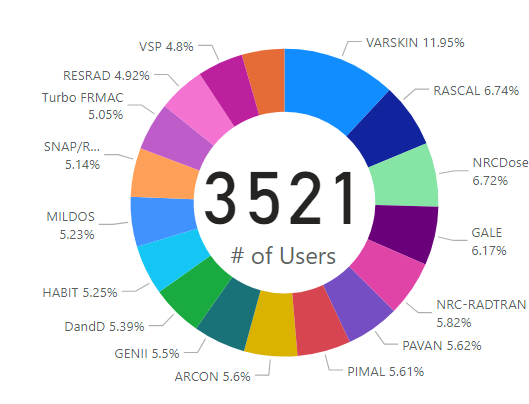 VARSKIN 11.95%
RASCAL 6.74%
NRCDose
6.72%
GALE
6.17%
NRC-RADTRAN
5.82%
PAVAN 5.62%
PIMAL 5.61%
ARCON 5.6%
GENII 5.5%
DandD 5.39%
HABIT 5.25%
MILDOS
5.23%
SNAP/R...
5.14%
Turbo FRMAC
5.05%
RESRAD 4.92%
VSP 4.8%
3521
# of Users